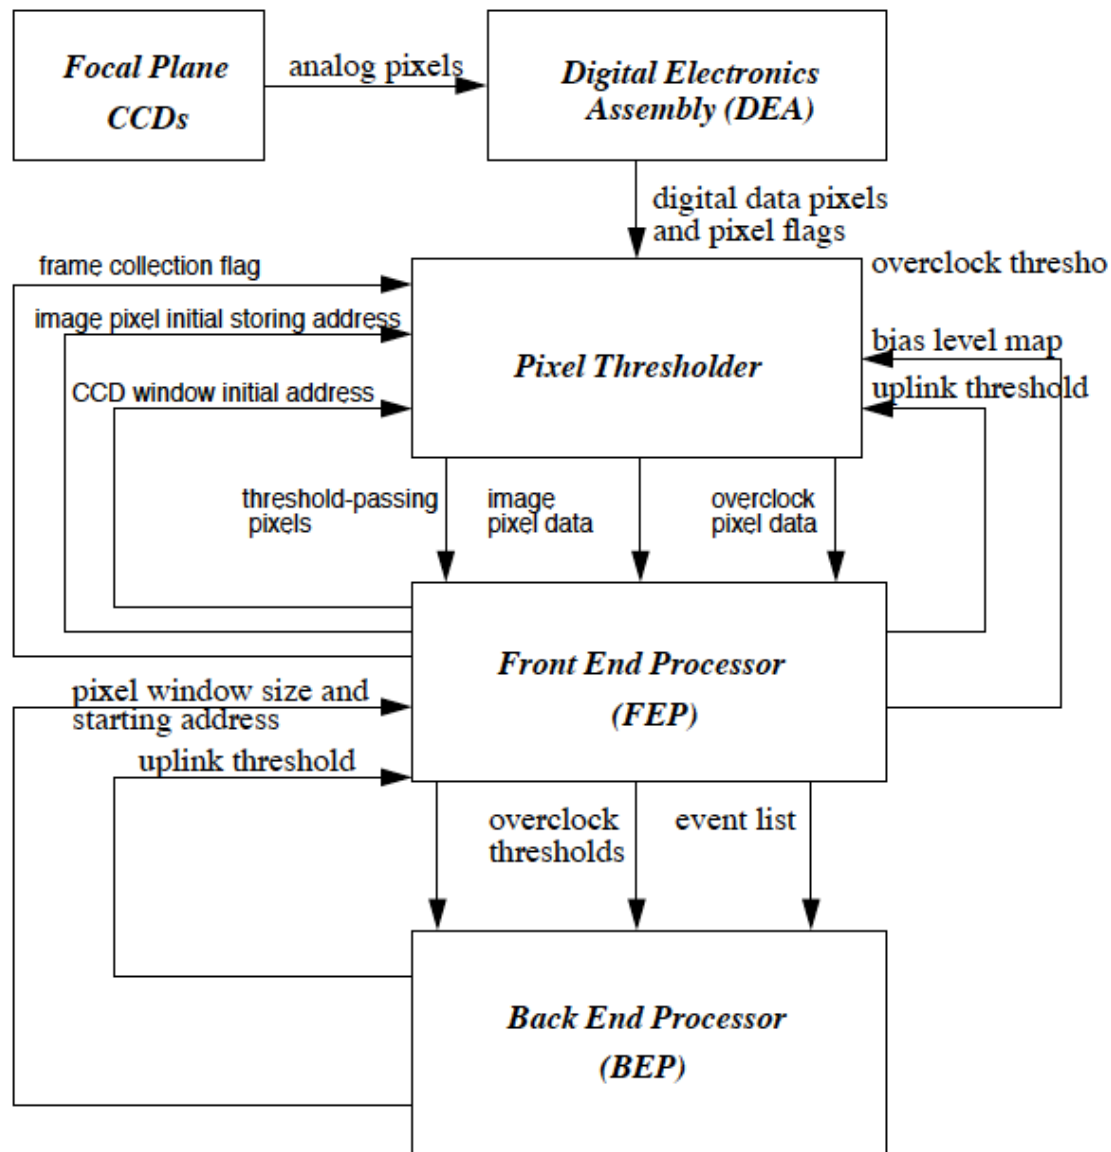 Focal Plane
CCDs
analog pixels
Digital Electronics
Assembly (DEA)
digital data pixels
and pixel flags
frame collection flag
overclock thresho
image pixel initial storing address
bias level map
Pixel Thresholder
CCD window initial address
uplink threshold
threshold-passing
pixels
image
pixel data
overclock
pixel data
Front End Processor
(FEP)
pixel window size and
starting address
uplink threshold
overclock
thresholds
event list
Back End Processor
(BEP)